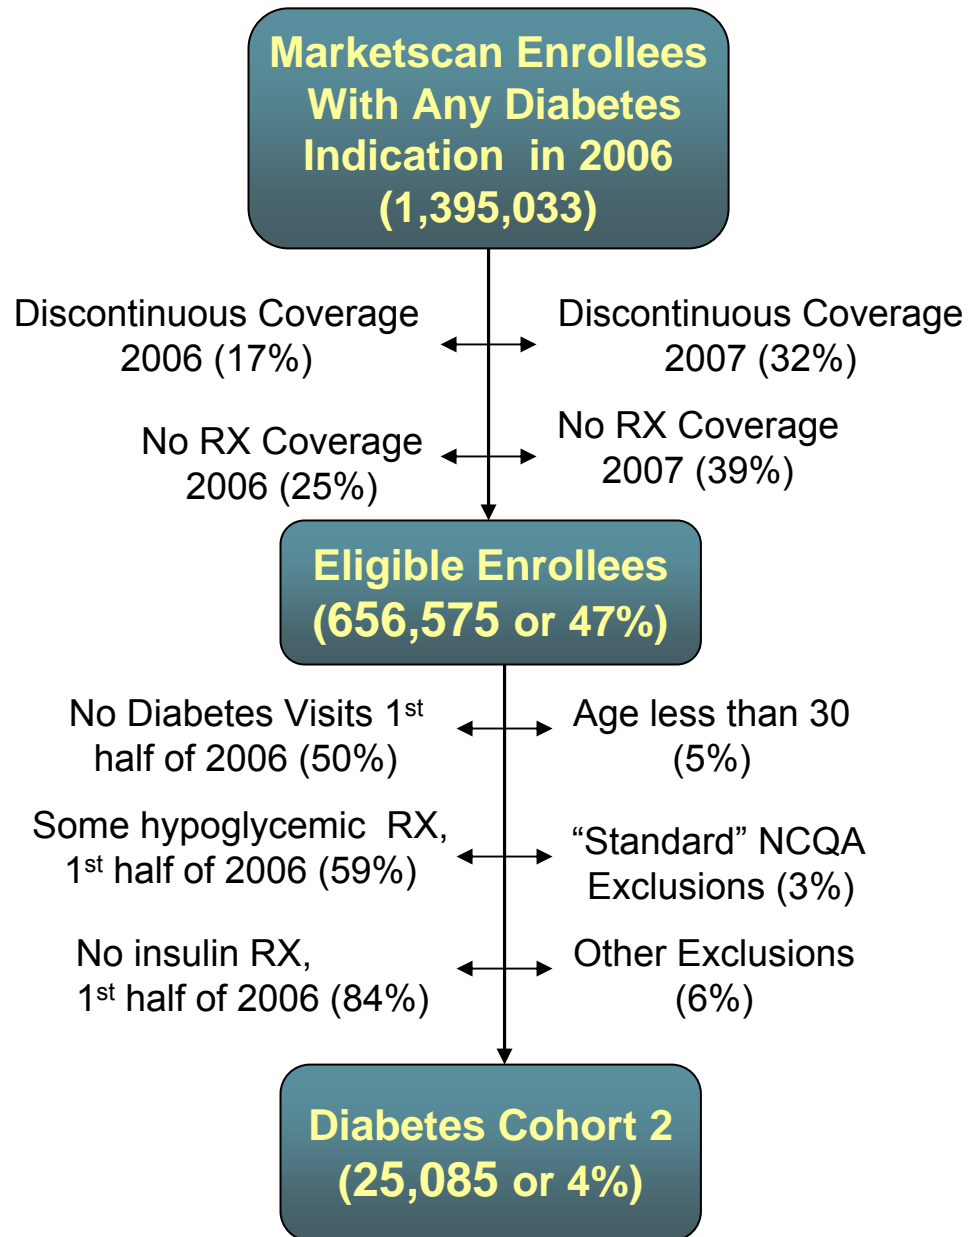 Marketscan Enrollees
With Any Diabetes
Indication in 2006
(1,395,033)
Discontinuous Coverage
2006 (17%)
Discontinuous Coverage
2007 (32%)
No RX Coverage
2006 (25%)
No RX Coverage
2007 (39%)
Eligible Enrollees
(656,575 or 47%)
No Diabetes Visits 1st
half of 2006 (50%)
Age less than 30
(5%)
Some hypoglycemic RX,
1st half of 2006 (59%)
“Standard” NCQA
Exclusions (3%)
No insulin RX,
1st half of 2006 (84%)
Other Exclusions
(6%)
Diabetes Cohort 2
(25,085 or 4%)